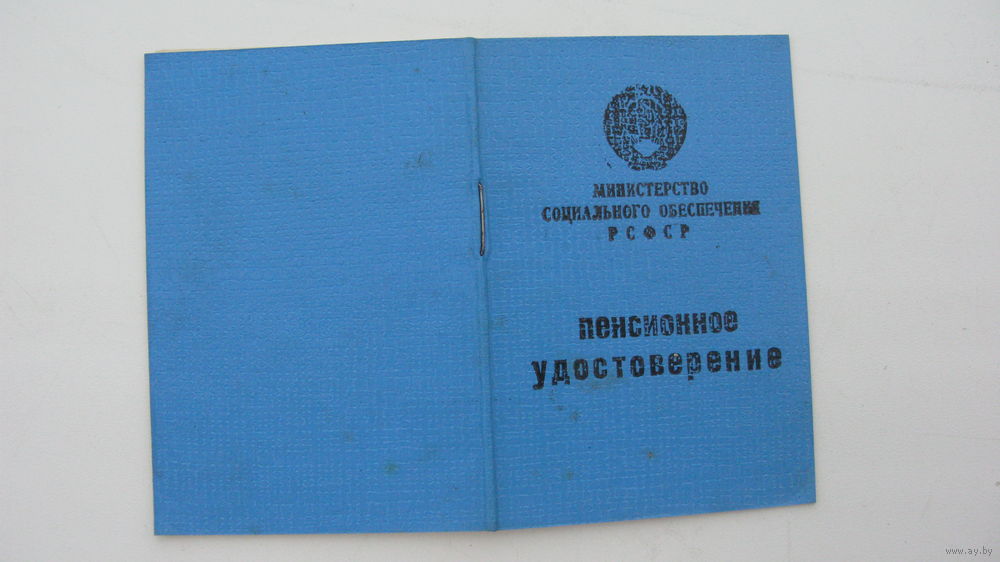 МИНИСТЕРСТВО
СОЦИАЛЬНОГО ОБЕСПЕЧЕНИЯ
РСФСР
пенсионное
удостоверение
www.ay.by